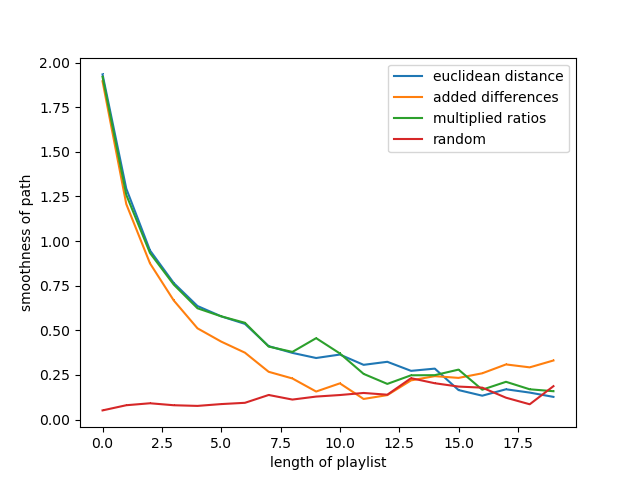 euclidean distance
added differences
multiplied ratios
random
smoothness of path
2.00
1.75
1.50
1.25
1.00
0.75
0.50
0.25
0.00
0.0 2.5 5.0 7.5 10.0 12.5 15.0 17.5
length of playlist